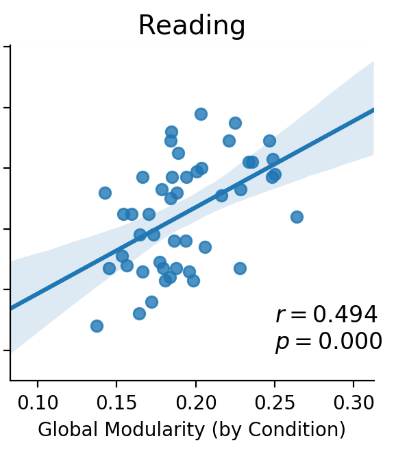 Reading
r = 0.494
p = 0.000
0.10 0.15 0.20 0.25 0.30
Global Modularity (by Condition)